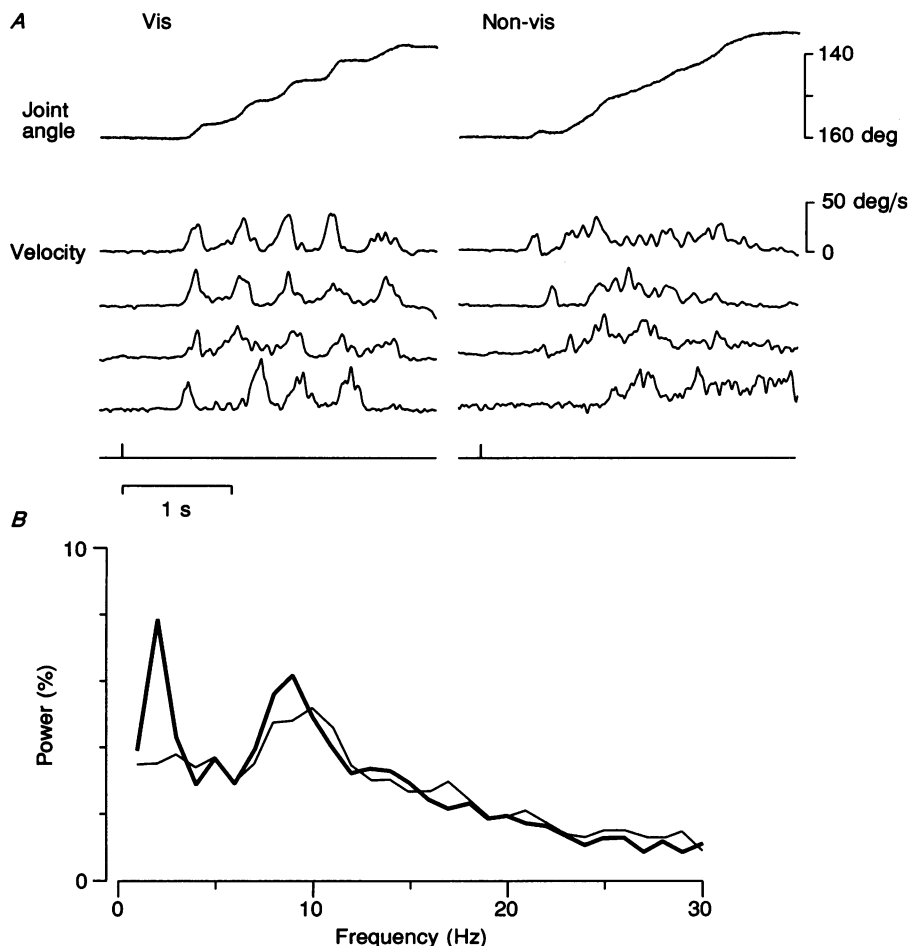 A
Vis
Non-vis
Joint
angle
140
160 deg
Velocity
50 deg/s
0
1 s
B
10
Power (%)
0
0
10
20
30
Frequency (Hz)